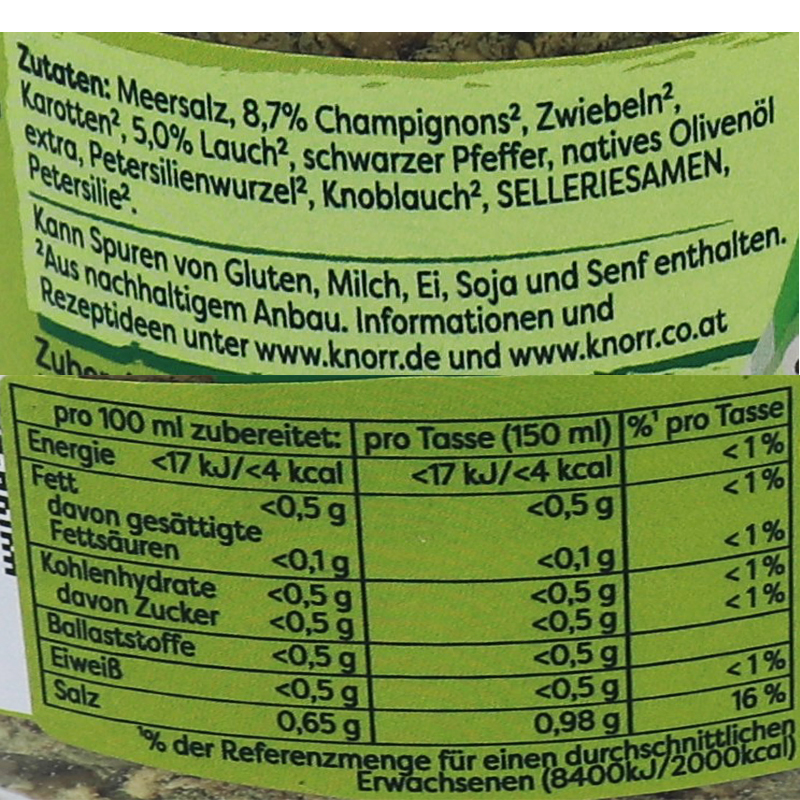 Zutaten: Meersalz, 8,7% Champignons², Zwiebeln²,
Karotten², 5,0% Lauch², schwarzer Pfeffer, natives Olivenöl
extra, Petersilienwurzel², Knoblauch², SELLERIESAMEN,
Petersilie².
Kann Spuren von Gluten, Milch, Ei, Soja und Senf enthalten.
²Aus nachhaltigem Anbau. Informationen und
Rezeptideen unter www.knorr.de und www.knorr.co.at
pro 100 ml zubereitet: pro Tasse (150 ml) %¹ pro Tasse
Energie <17 kJ/<4 kcal <17 kJ/<4 kcal <1%
Fett <0,5 g <0,5 g <1%
davon gesättigte
Fettsäuren <0,1 g <0,1 g <1%
Kohlenhydrate <0,5 g <0,5 g <1%
davon Zucker <0,5 g <0,5 g <1%
Ballaststoffe <0,5 g <0,5 g
Eiweiß <0,5 g <0,5 g <1%
Salz 0,65 g 0,98 g 16 %
¹% der Referenzmenge für einen durchschnittlichen
Erwachsenen (8400kJ/2000kcal)